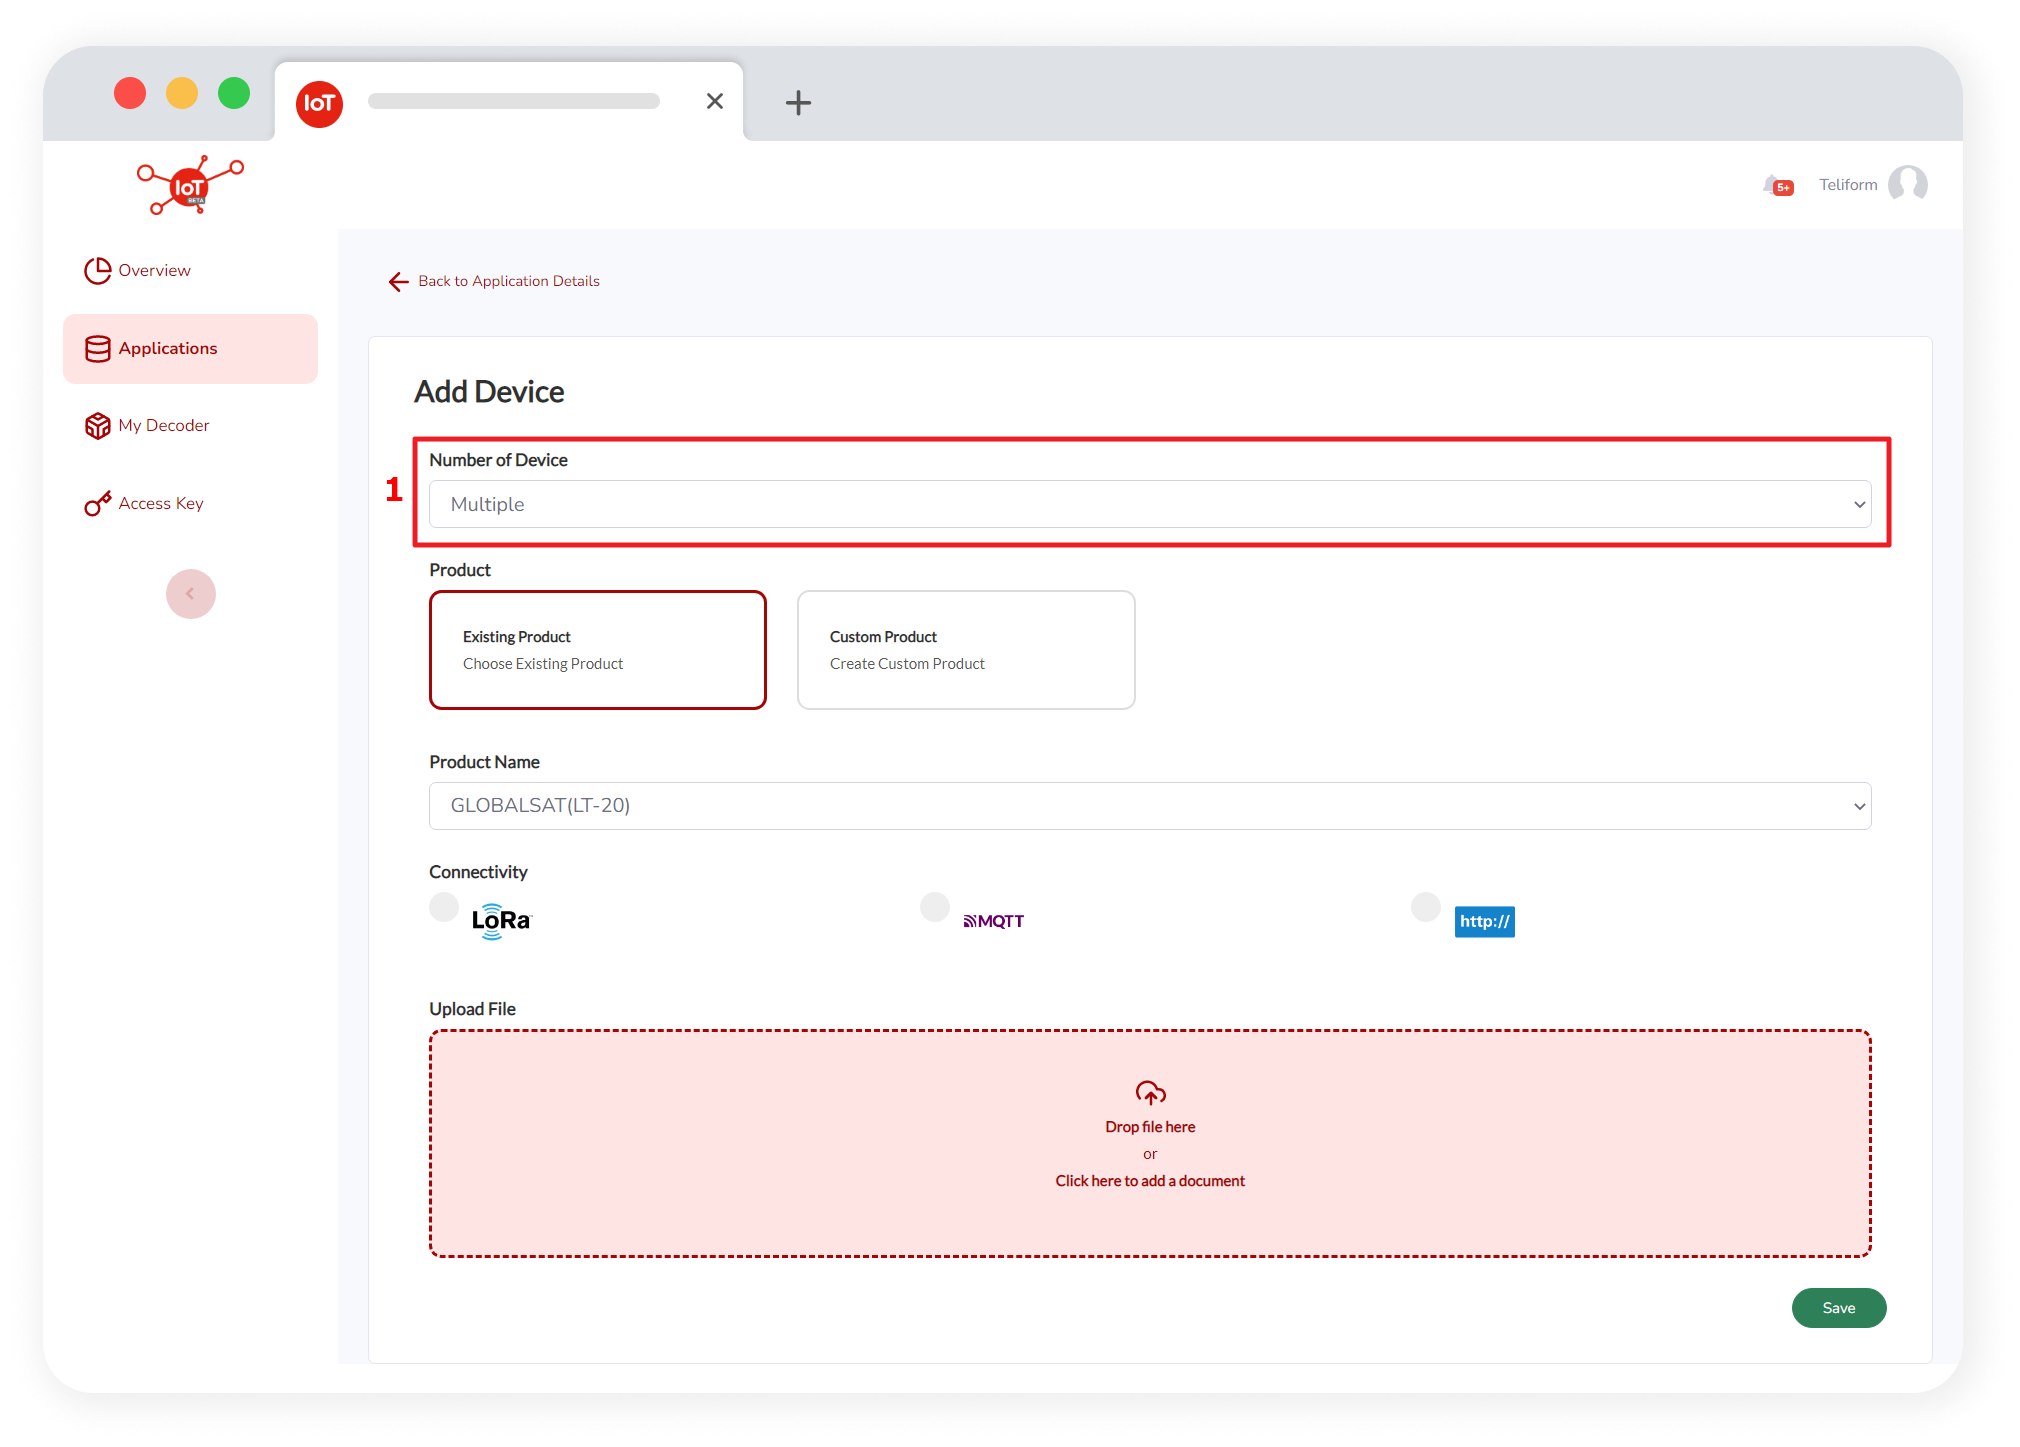 IoT
IoT
BETA
5+
Teliform
Overview
Applications
My Decoder
Access Key
Back to Application Details
Add Device
1
Number of Device
Multiple
Product
Existing Product
Choose Existing Product
Custom Product
Create Custom Product
Product Name
GLOBALSAT(LT-20)
Connectivity
LoRa
MQTT
http://
Upload File
Drop file here
or
Click here to add a document
Save